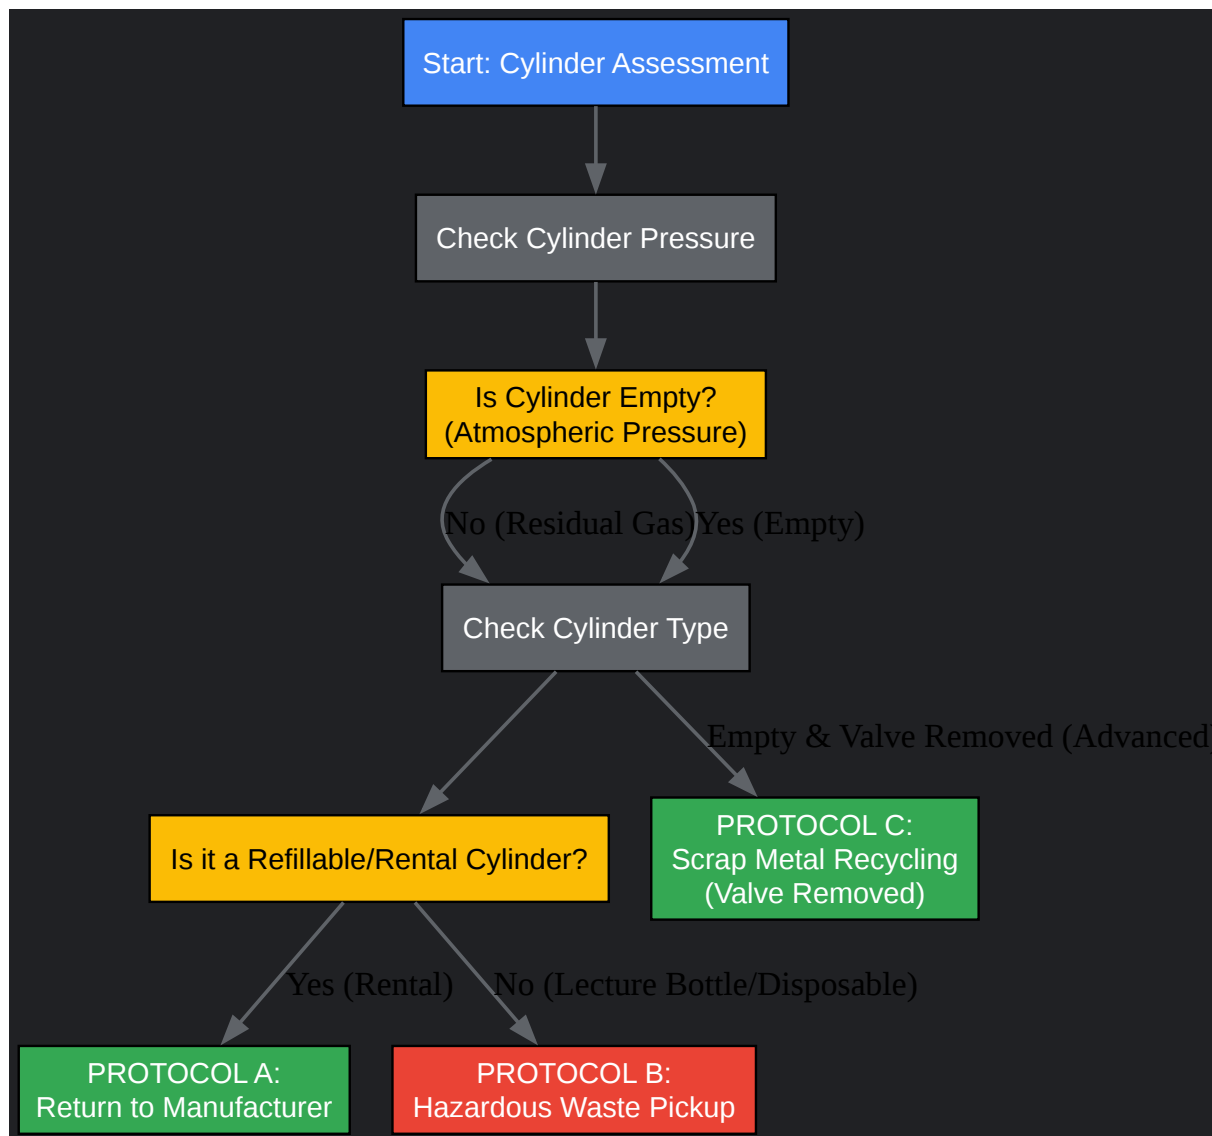 Start: Cylinder Assessment
Check Cylinder Pressure
Is Cylinder Empty?
(Atmospheric Pressure)
No (Residual Gas)
Yes (Empty)
Check Cylinder Type
Empty & Valve Removed (Advanced)
Is it a Refillable/Rental Cylinder?
PROTOCOL C:
Scrap Metal Recycling
(Valve Removed)
Yes (Rental)
No (Lecture Bottle/Disposable)
PROTOCOL A:
Return to Manufacturer
PROTOCOL B:
Hazardous Waste Pickup